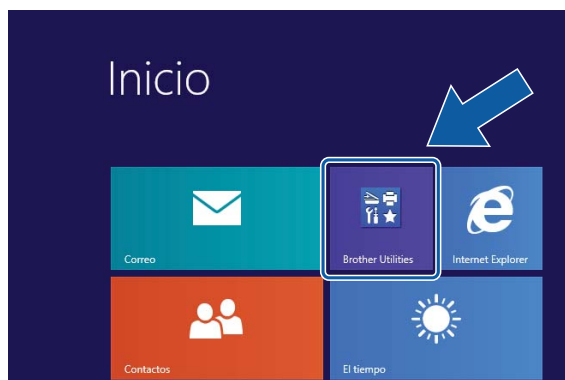 Inicio
Correo
Brother Utilities
Internet Explorer
Contactos
El tiempo